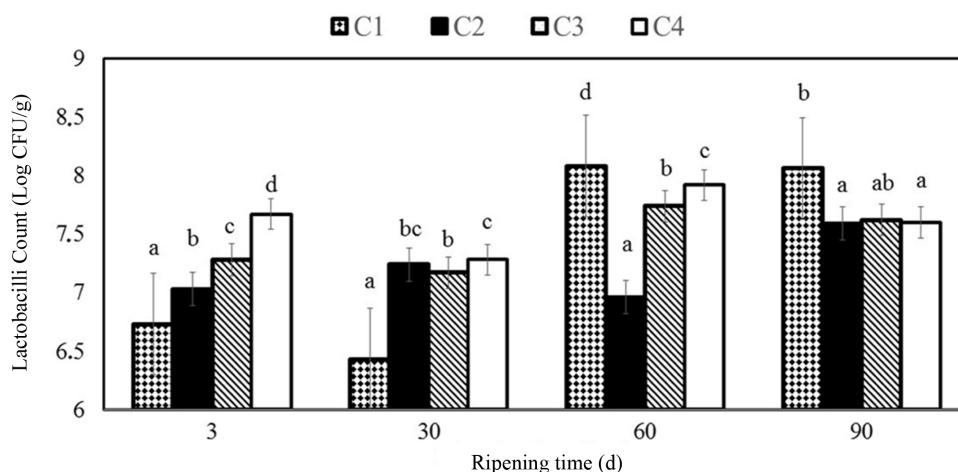 C1 C2 C3 C4
Lactobacilli Count (Log CFU/g)
9
8.5
8
7.5
7
6.5
6
a b c d
a bc b c
d a b c
b a ab a
3 30 60 90
Ripening time (d)